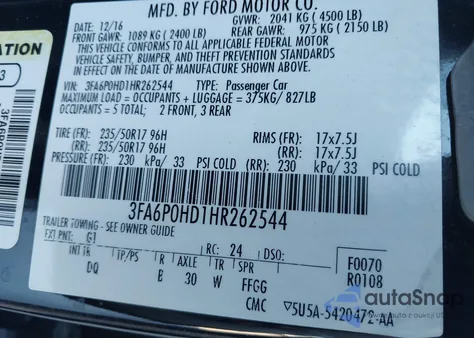 MFD. BY FORD MOTOR CO.
DATE: 12/16 GVWR: 2041 KG (4500 LB)
FRONT GAWR: 1089 KG (2400 LB) REAR GAWR: 975 KG (2150 LB)
THIS VEHICLE CONFORMS TO ALL APPLICABLE FEDERAL MOTOR
VEHICLE SAFETY, BUMPER, AND THEFT PREVENTION STANDARDS IN
EFFECT ON THE DATE OF MANUFACTURE SHOWN ABOVE.
VIN: 3FA6P0HD1HR262544 TYPE: Passenger Car
MAXIMUM LOAD = OCCUPANTS + LUGGAGE = 375KG / 827LB
OCCUPANTS = 5 TOTAL; 2 FRONT, 3 REAR
TIRE (F): 235/50R17 96H RIMS (F): 17x7.5J
(R): 235/50R17 96H (R): 17x7.5J
PRESSURE (F): 230 kPa/ 33 PSI COLD (R): 230 kPa/ 33 PSI COLD
3FA6P0HD1HR262544
TRAILER TOWING - SEE OWNER GUIDE
EXT PNT: G1 RC: 24 DSO: F0070
INT TR TP/PS R AXLE TR SPR R0108
DQ B 30 W FFGG
CMC ▽5U5A-5420472-AA
autoSnap